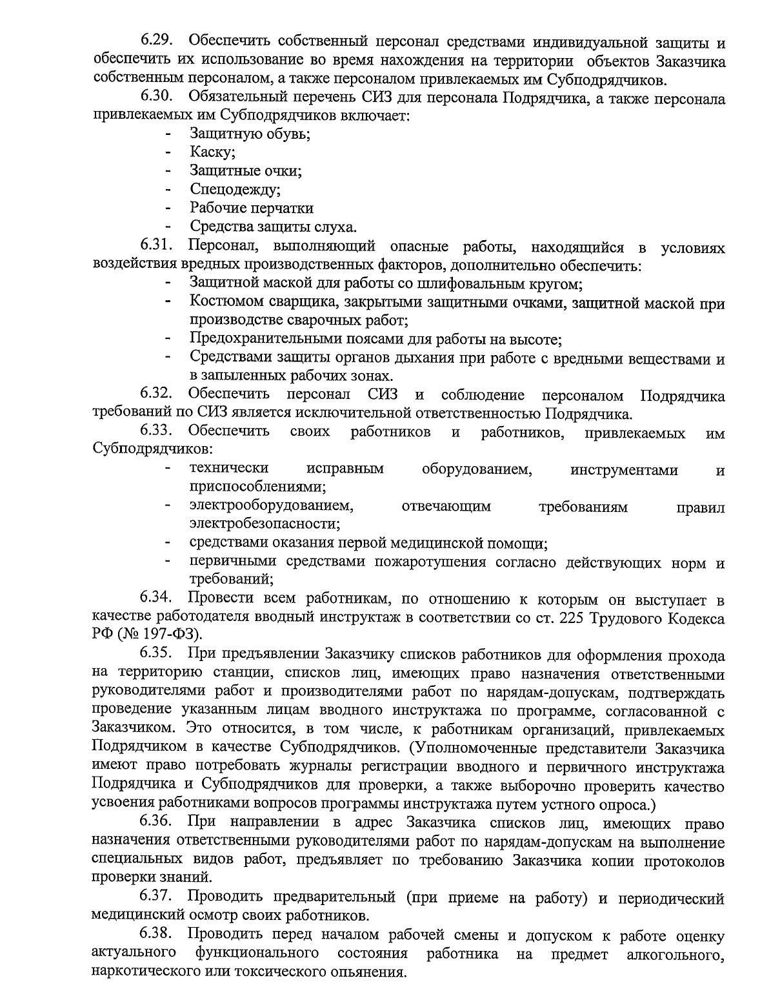 6.29. Обеспечить собственный персонал средствами индивидуальной защиты и
обеспечить их использование во время нахождения на территории объектов Заказчика
собственным персоналом, а также персоналом привлекаемых им Субподрядчиков.
6.30. Обязательный перечень СИЗ для персонала Подрядчика, а также персонала
привлекаемых им Субподрядчиков включает:
- Защитную обувь;
- Каску;
- Защитные очки;
- Спецодежду;
- Рабочие перчатки
- Средства защиты слуха.
6.31. Персонал, выполняющий опасные работы, находящийся в условиях
воздействия вредных производственных факторов, дополнительно обеспечить:
- Защитной маской для работы со шлифовальным кругом;
- Костюмом сварщика, закрытыми защитными очками, защитной маской при
производстве сварочных работ;
- Предохранительными поясами для работы на высоте;
- Средствами защиты органов дыхания при работе с вредными веществами и
в запыленных рабочих зонах.
6.32. Обеспечить персонал СИЗ и соблюдение персоналом Подрядчика
требований по СИЗ является исключительной ответственностью Подрядчика.
6.33. Обеспечить своих работников и работников, привлекаемых им
Субподрядчиков:
- технически исправным оборудованием, инструментами и
приспособлениями;
- электрооборудованием, отвечающим требованиям правил
электробезопасности;
- средствами оказания первой медицинской помощи;
- первичными средствами пожаротушения согласно действующих норм и
требований;
6.34. Провести всем работникам, по отношению к которым он выступает в
качестве работодателя вводный инструктаж в соответствии со ст. 225 Трудового Кодекса
РФ (№ 197-ФЗ).
6.35. При предъявлении Заказчику списков работников для оформления прохода
на территорию станции, списков лиц, имеющих право назначения ответственными
руководителями работ и производителями работ по нарядам-допускам, подтверждать
проведение указанным лицам вводного инструктажа по программе, согласованной с
Заказчиком. Это относится, в том числе, к работникам организаций, привлекаемых
Подрядчиком в качестве Субподрядчиков. (Уполномоченные представители Заказчика
имеют право потребовать журналы регистрации вводного и первичного инструктажа
Подрядчика и Субподрядчиков для проверки, а также выборочно проверить качество
усвоения работниками вопросов программы инструктажа путем устного опроса.)
6.36. При направлении в адрес Заказчика списков лиц, имеющих право
назначения ответственными руководителями работ по нарядам-допускам на выполнение
специальных видов работ, предъявляет по требованию Заказчика копии протоколов
проверки знаний.
6.37. Проводить предварительный (при приеме на работу) и периодический
медицинский осмотр своих работников.
6.38. Проводить перед началом рабочей смены и допуском к работе оценку
актуального функционального состояния работника на предмет алкогольного,
наркотического или токсического опьянения.